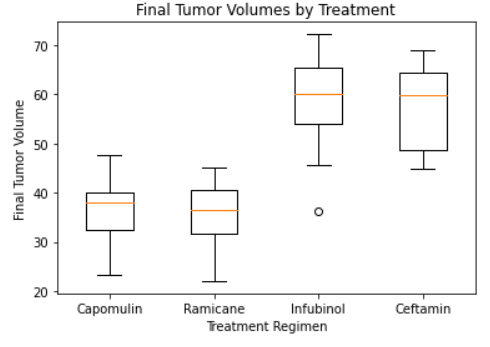 Final Tumor Volumes by Treatment
70
60
50
40
30
20
Final Tumor Volume
Capomulin Ramicane Infubinol Ceftamin
Treatment Regimen